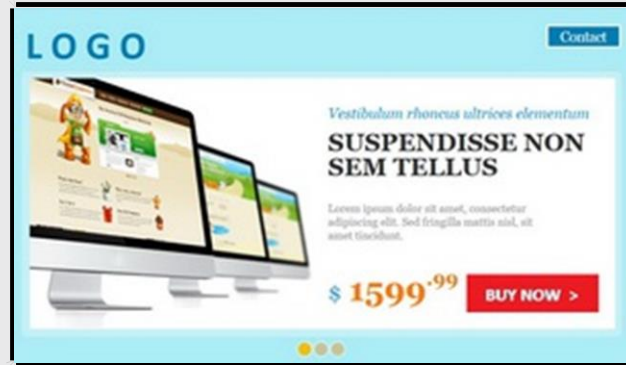 LOGO
Contact
Vestibulum rhoncus ultrices elementum
SUSPENDISSE NON
SEM TELLUS
Lorem ipsum dolor sit amet, consectetur
adipiscing elit. Sed fringilla mattis nisl, sit
amet tincidunt.
$ 1599.99
BUY NOW >